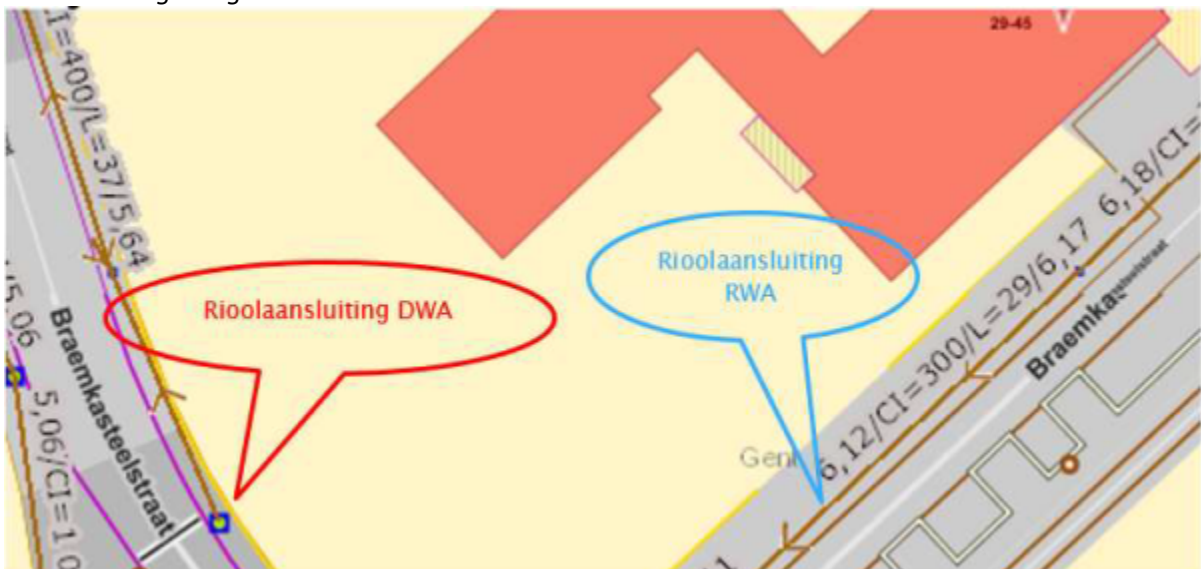 29-45
CI=400/L=37/5,64
6,18/CI=
Rioolaansluiting
RWA
Rioolaansluiting DWA
6,12/CI=300/L=29/6,17
Braemkasteelstraat
/5,06
5,06/CI=1
Braemkasteelstraat